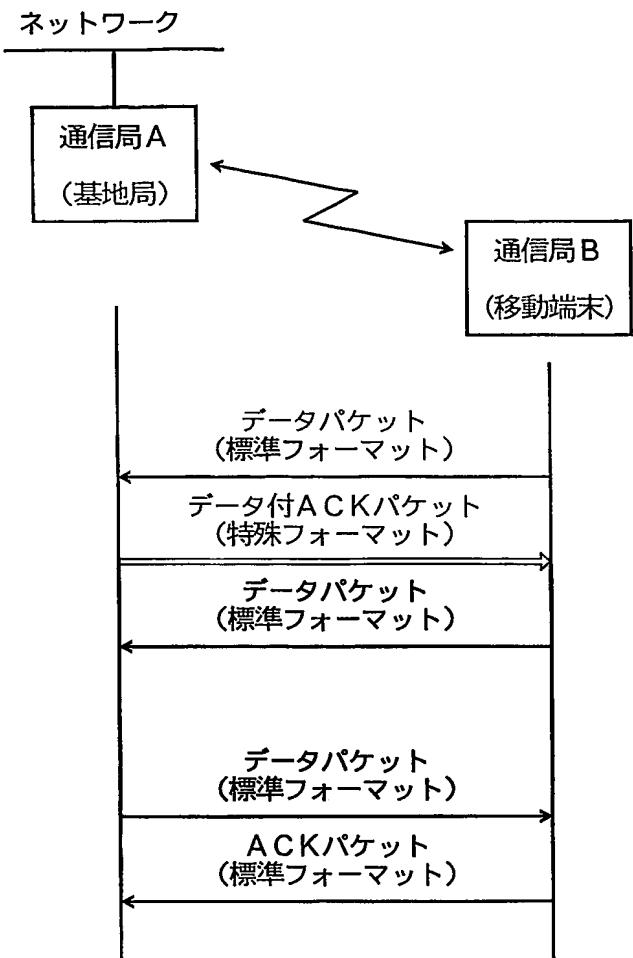 ネットワーク
通信局A
(基地局)
通信局B
(移動端末)
データパケット
(標準フォーマット)
データ付ACKパケット
(特殊フォーマット)
データパケット
(標準フォーマット)
データパケット
(標準フォーマット)
ACKパケット
(標準フォーマット)